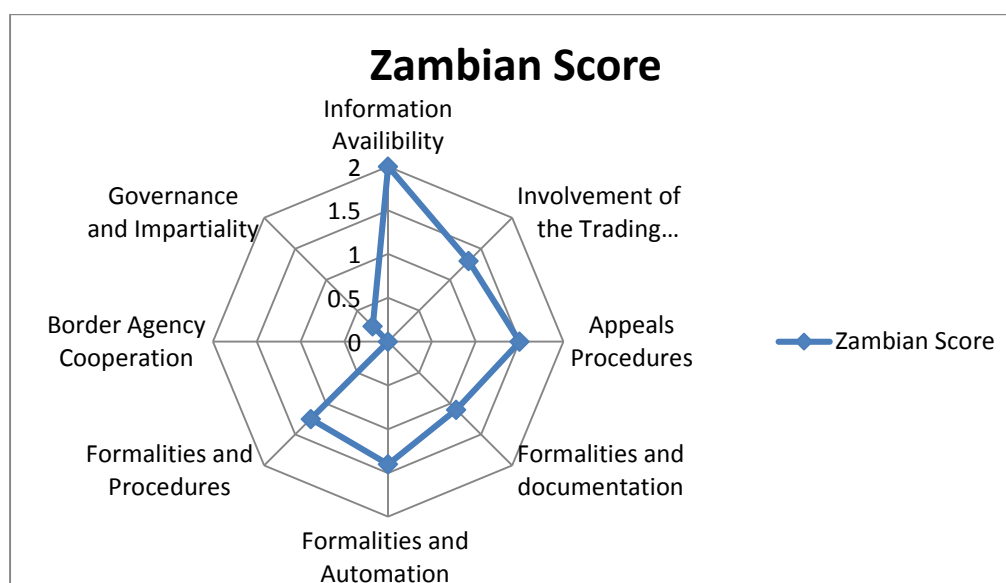 Zambian Score
Information
Availibility
Governance
and Impartiality
Involvement of
the Trading…
2
1.5
1
0.5
0
Border Agency
Cooperation
Appeals
Procedures
Zambian Score
Formalities and
Procedures
Formalities and
documentation
Formalities and
Automation